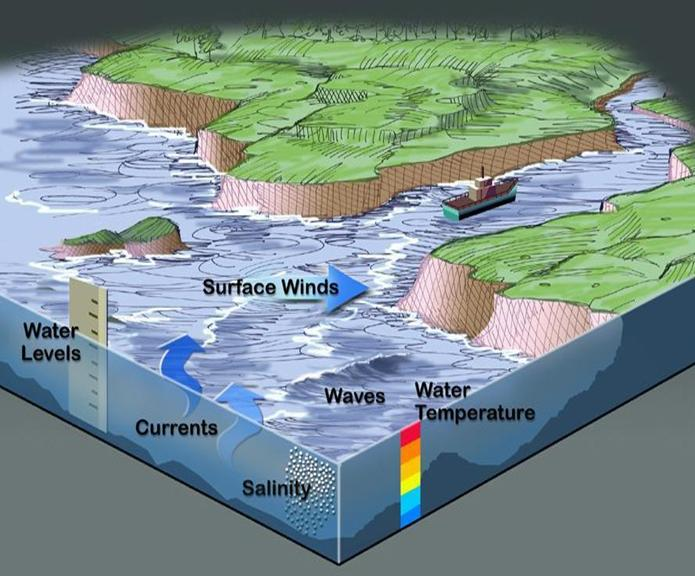 Surface Winds
Water
Levels
Waves
Water
Temperature
Currents
Salinity